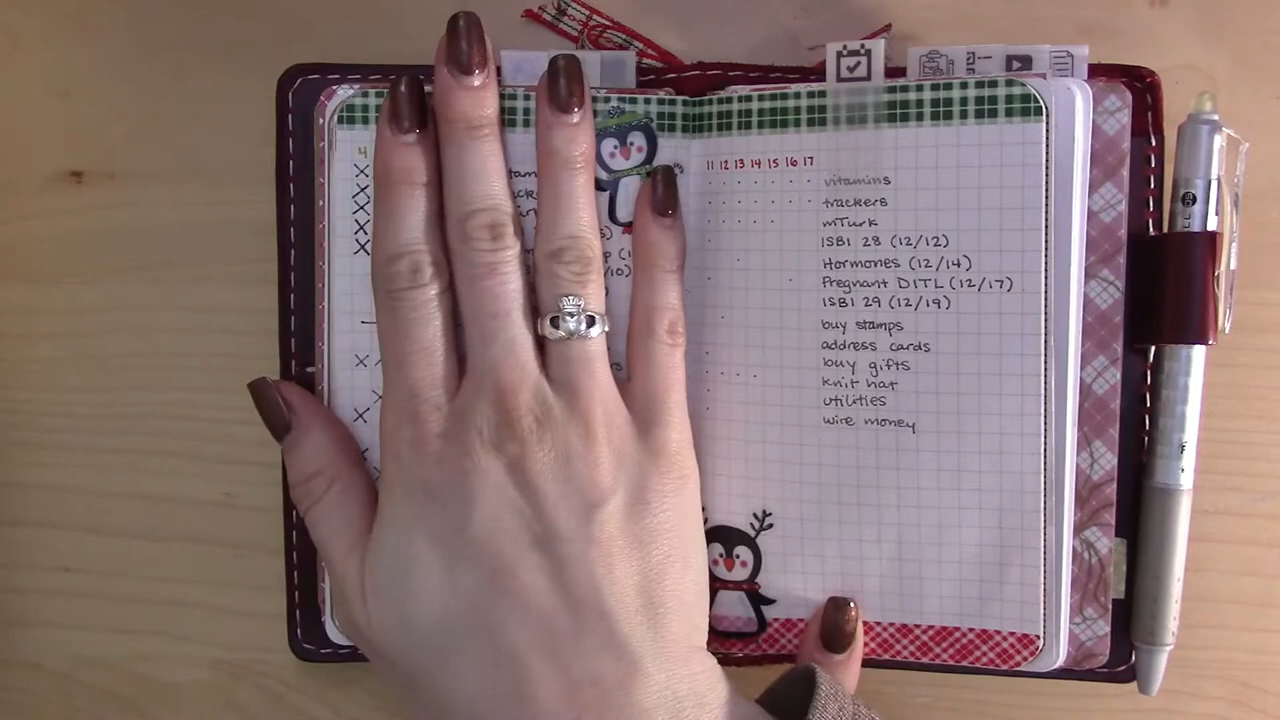 4
11 12 13 14 15 16 17
vitamins
trackers
mTurk
ISBI 28 (12/12)
Hormones (12/14)
Pregnant DITL (12/17)
ISBI 29 (12/19)
buy stamps
address cards
buy gifts
knit hat
utilities
wire money